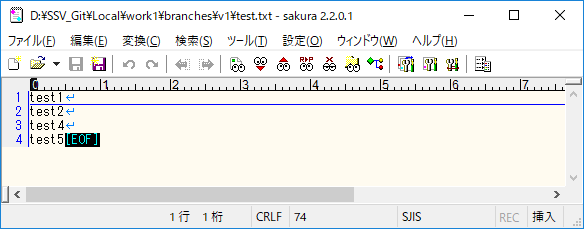 D:¥SSV_Git¥Local¥work1¥branches¥v1¥test.txt - sakura 2.2.0.1
ファイル(F) 編集(E) 変換(C) 検索(S) ツール(T) 設定(O) ウィンドウ(W) ヘルプ(H)
0 1 2 3 4 5 6 7
1 test1↵
2 test2↵
3 test4↵
4 test5[EOF]
1 行 1 桁 CRLF 74 SJIS REC 挿入